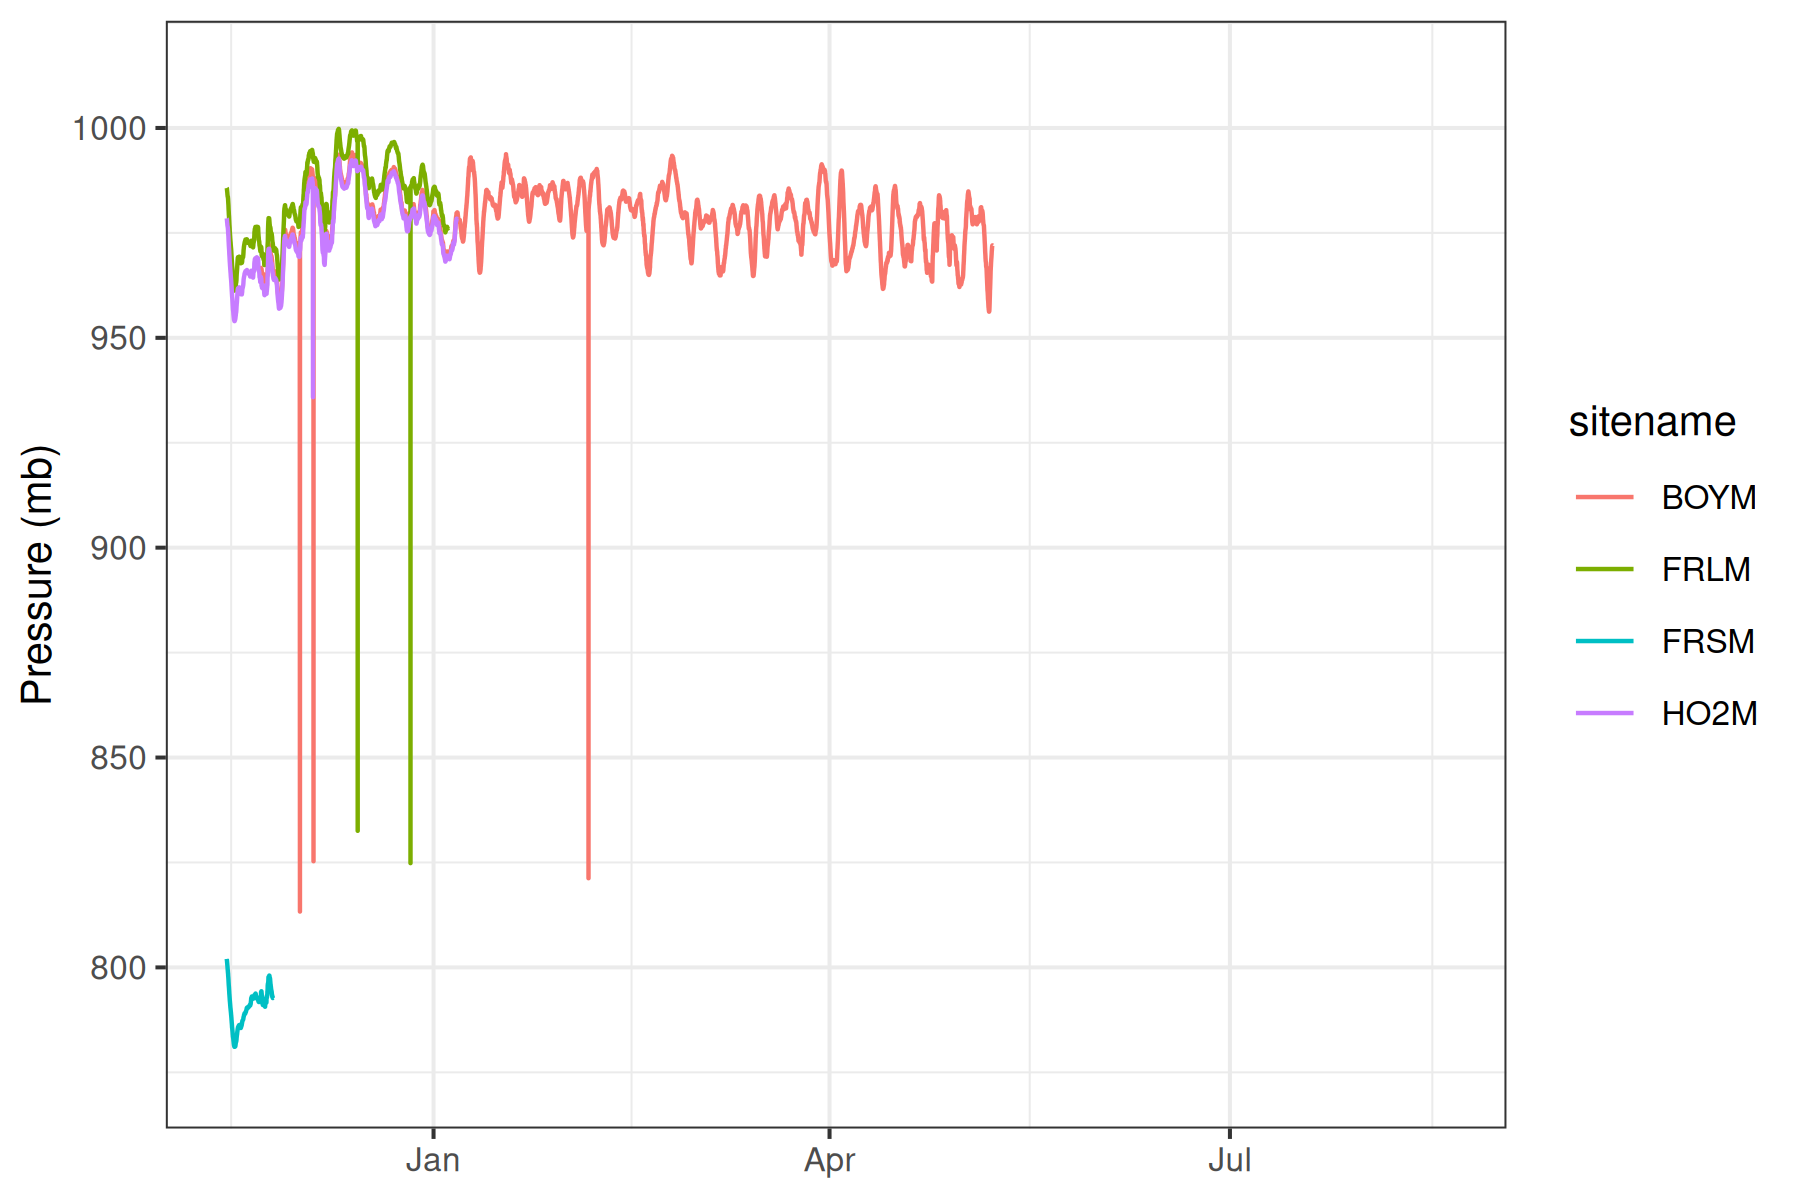 1000
950
900
850
800
Pressure (mb)
Jan
Apr
Jul
sitename
BOYM
FRLM
FRSM
HO2M